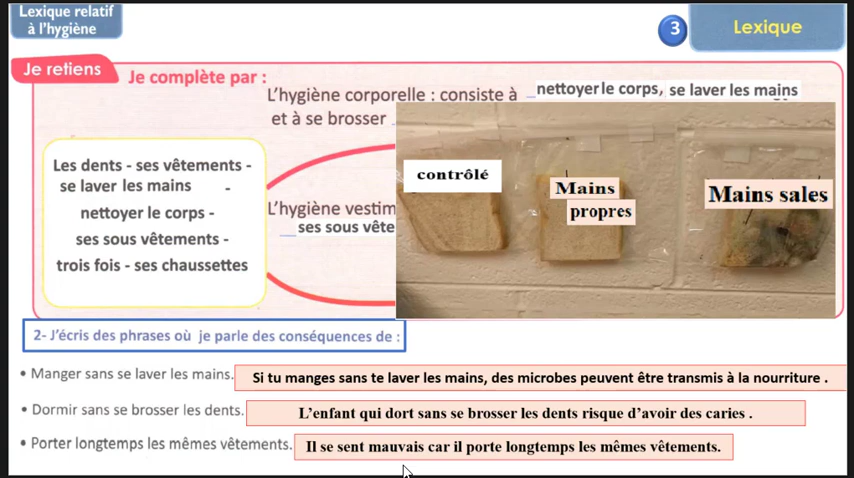 Lexique relatif
à l'hygiène
3
Lexique
Je retiens
Je complète par :
L'hygiène corporelle : consiste à _nettoyer le corps, se laver les mains
et à se brosser
Les dents - ses vêtements -
se laver les mains -
nettoyer le corps -
ses sous vêtements -
trois fois - ses chaussettes
L'hygiène vestim
ses sous vête
contrôlé
Mains
propres
Mains sales
2- J'écris des phrases où je parle des conséquences de :
• Manger sans se laver les mains. Si tu manges sans te laver les mains, des microbes peuvent être transmis à la nourriture .
• Dormir sans se brosser les dents. L'enfant qui dort sans se brosser les dents risque d'avoir des caries .
• Porter longtemps les mêmes vêtements. Il se sent mauvais car il porte longtemps les mêmes vêtements.